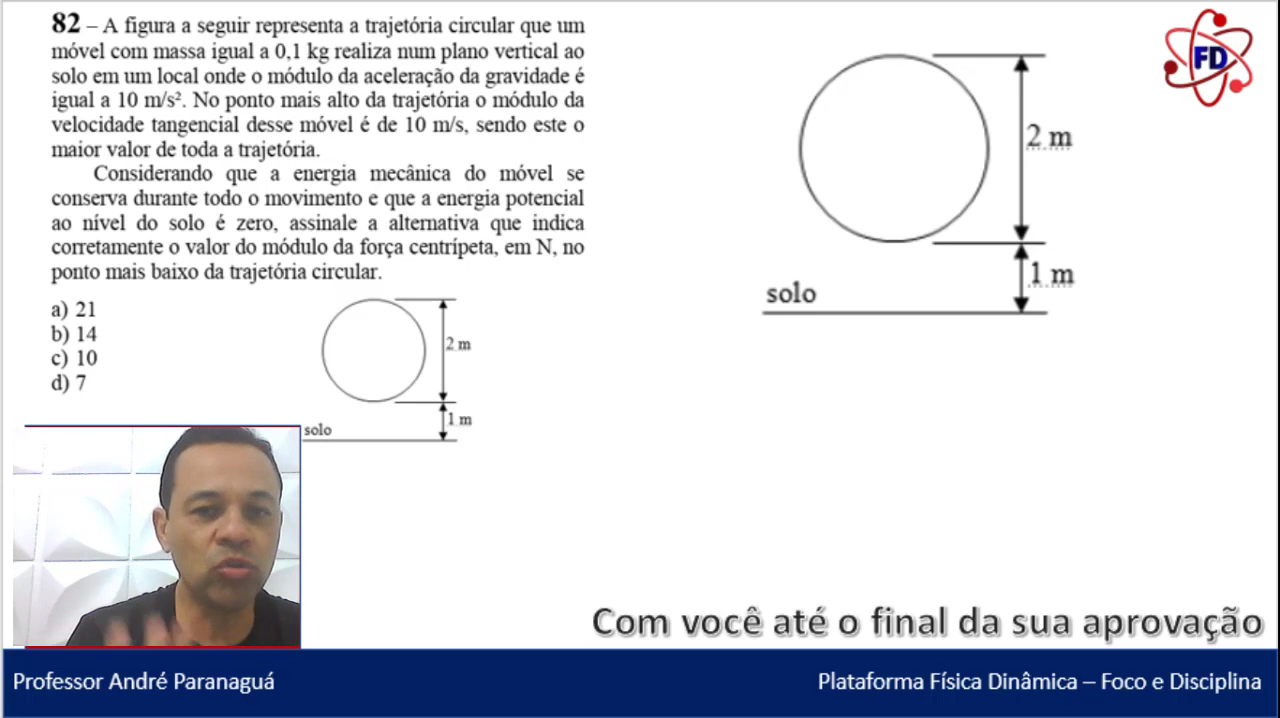 82 – A figura a seguir representa a trajetória circular que um
móvel com massa igual a 0,1 kg realiza num plano vertical ao
solo em um local onde o módulo da aceleração da gravidade é
igual a 10 m/s². No ponto mais alto da trajetória o módulo da
velocidade tangencial desse móvel é de 10 m/s, sendo este o
maior valor de toda a trajetória.
Considerando que a energia mecânica do móvel se
conserva durante todo o movimento e que a energia potencial
ao nível do solo é zero, assinale a alternativa que indica
corretamente o valor do módulo da força centrípeta, em N, no
ponto mais baixo da trajetória circular.
a) 21
b) 14
c) 10
d) 7
2 m
1 m
solo
FD
2 m
1 m
solo
Com você até o final da sua aprovação
Professor André Paranaguá
Plataforma Física Dinâmica – Foco e Disciplina